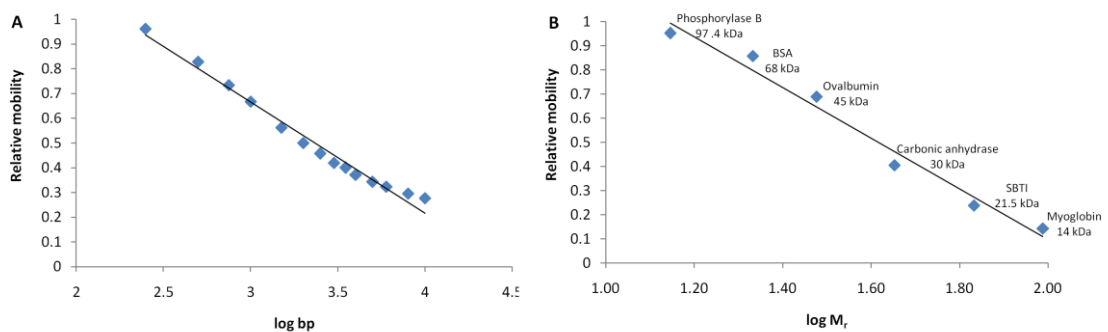 A
Relative mobility
1
0.9
0.8
0.7
0.6
0.5
0.4
0.3
0.2
0.1
0
2
2.5
3
3.5
4
4.5
log bp
B
Relative mobility
1
0.9
0.8
0.7
0.6
0.5
0.4
0.3
0.2
0.1
0
Phosphorylase B
97 .4 kDa
BSA
68 kDa
Ovalbumin
45 kDa
Carbonic anhydrase
30 kDa
SBTI
21.5 kDa
Myoglobin
14 kDa
1.00
1.20
1.40
1.60
1.80
2.00
log Mr